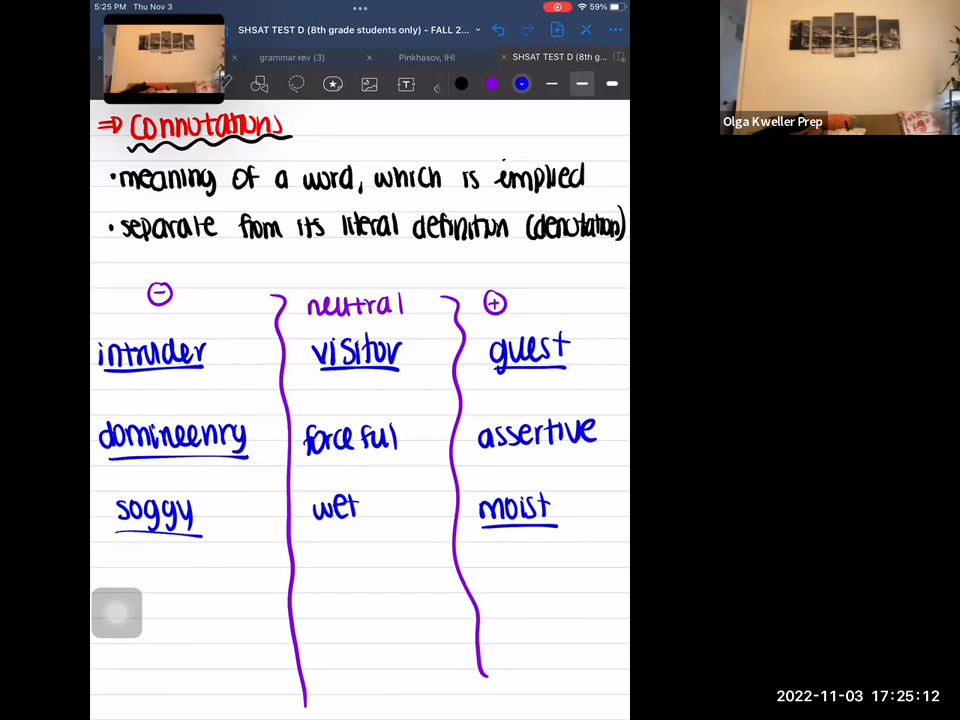 5:25 PM Thu Nov 3
59%
SHSAT TEST D (8th grade students only) - FALL 2...
grammar rev (3)
Pinkhasov, IHI
SHSAT TEST D (8th g...
Olga Kweller Prep
⇒ Connotations
• meaning of a word, which is implied
• separate from its literal definition (denotation)
neutral
intruder visitor guest
domineenry forceful assertive
soggy wet moist
2022-11-03 17:25:12